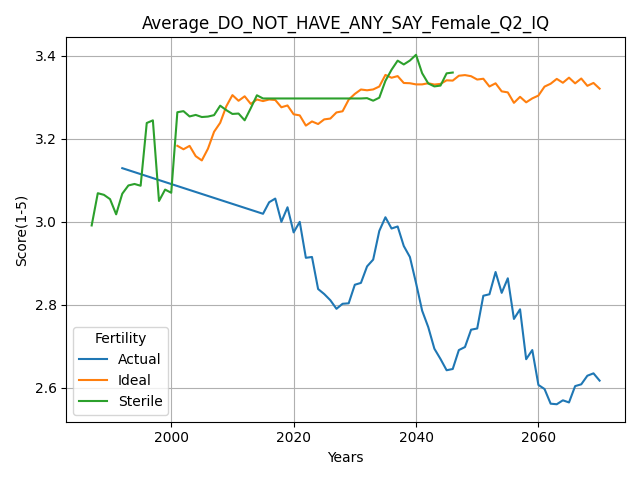 Average_DO_NOT_HAVE_ANY_SAY_Female_Q2_IQ
Score(1-5)
3.4
3.2
3.0
2.8
2.6
Fertility
Actual
Ideal
Sterile
2000 2020 2040 2060
Years